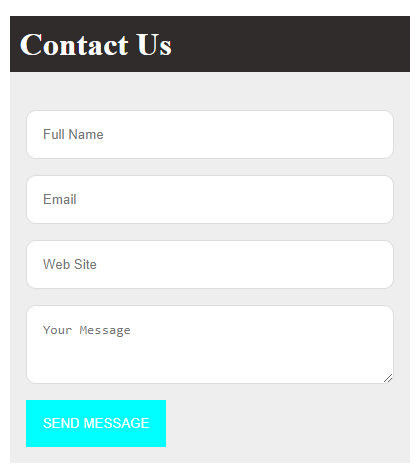 Contact Us
Full Name
Email
Web Site
Your Message
SEND MESSAGE